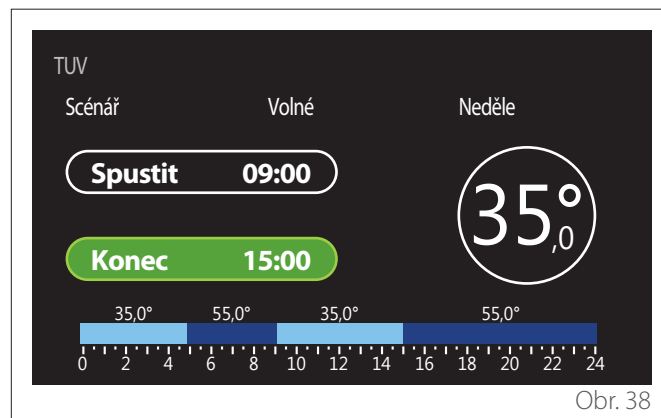 TUV
Scénář Volné Neděle
Spustit 09:00
35,0°
Konec 15:00
35,0° 55,0° 35,0° 55,0°
0 2 4 6 8 10 12 14 16 18 20 22 24
Obr. 38